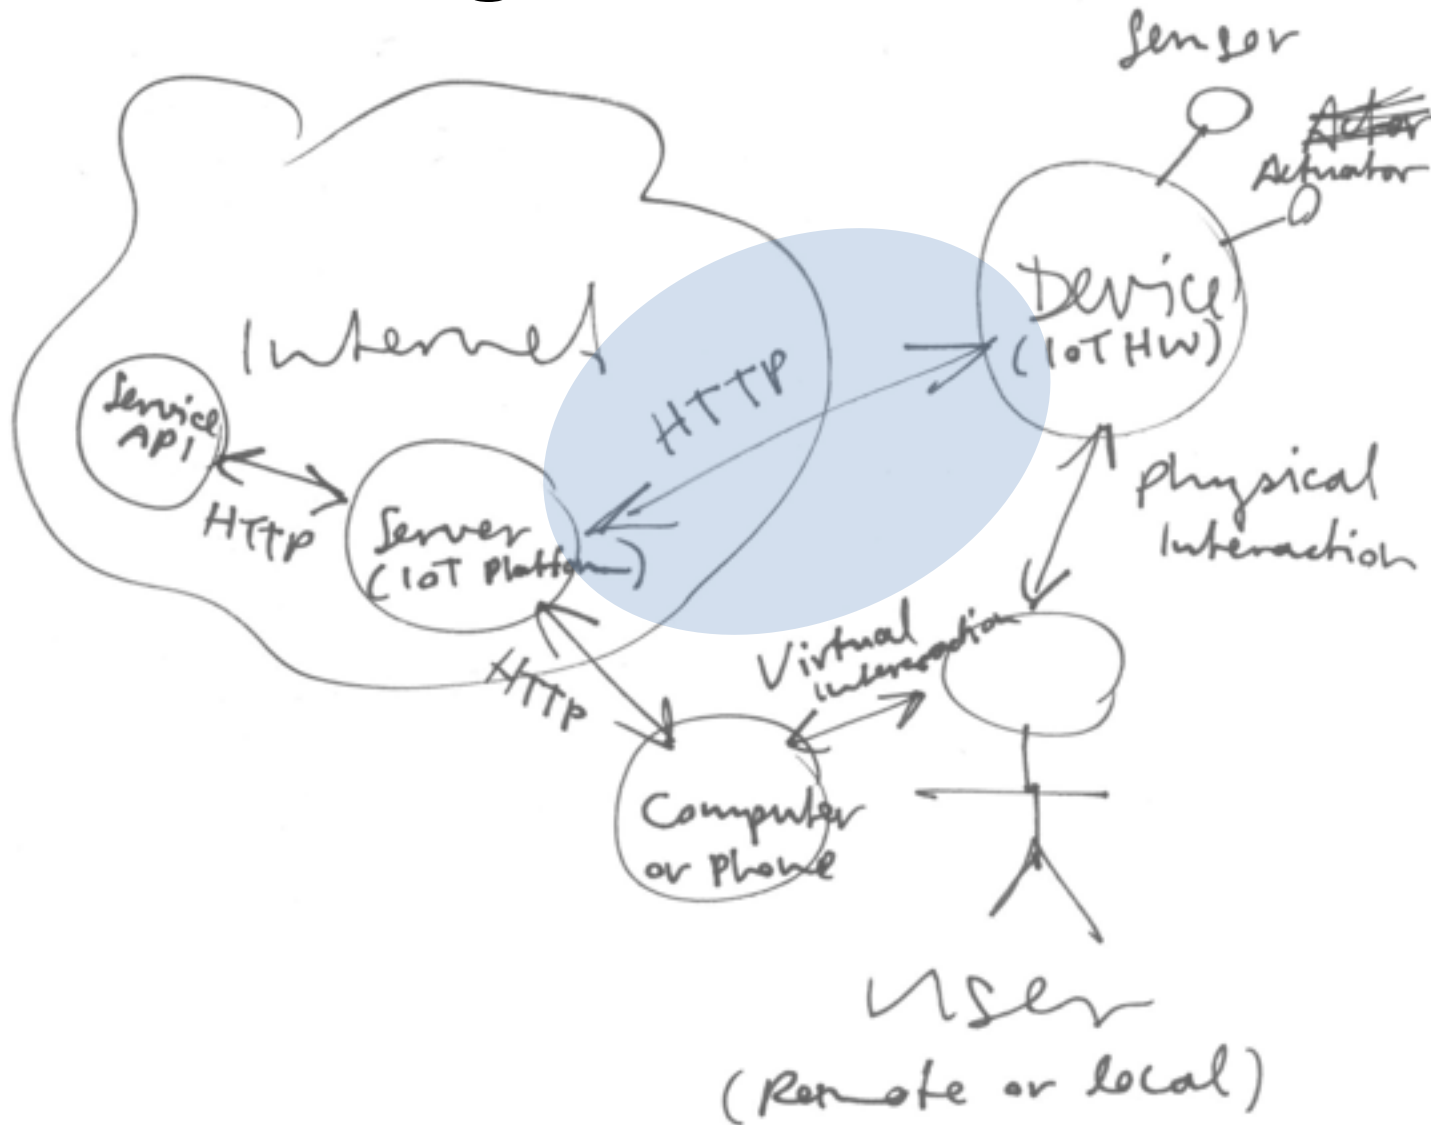 Sensor
Actor
Actuator
Device
(IoT HW)
Internet
HTTP
Service
API
HTTP
Server
(IoT Platform)
Physical
Interaction
Virtual
interaction
HTTP
Computer
or Phone
User
(Remote or local)